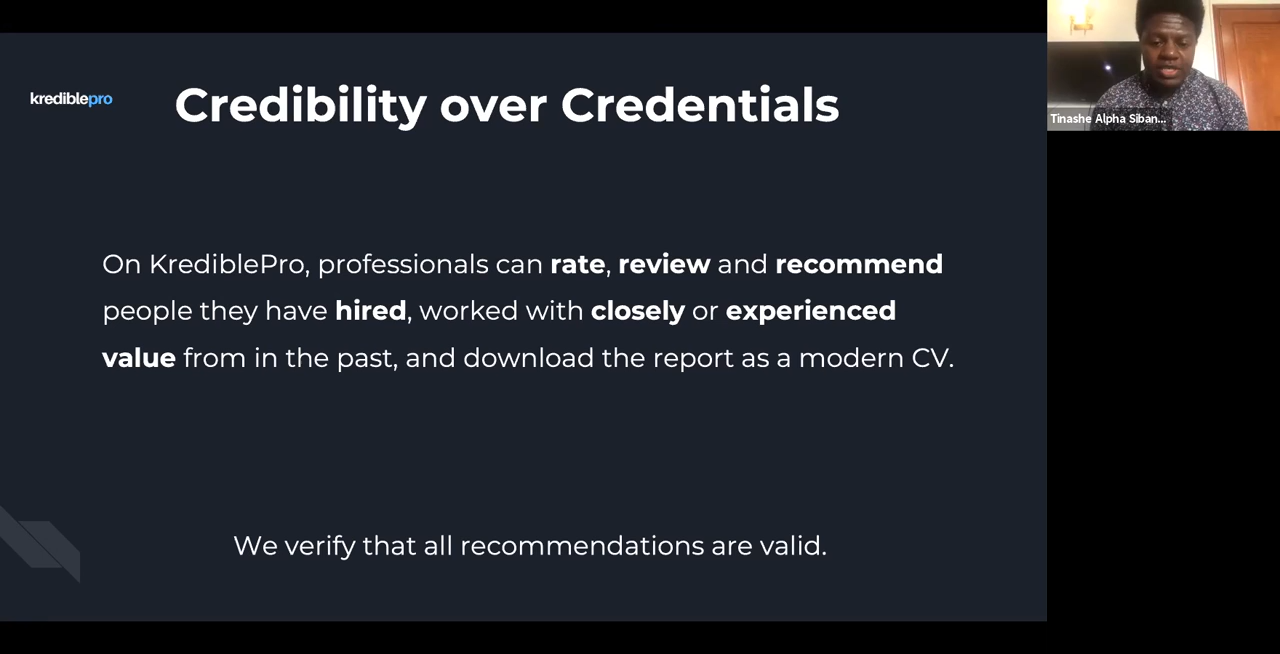 krediblepro
Credibility over Credentials
On KrediblePro, professionals can rate, review and recommend
people they have hired, worked with closely or experienced
value from in the past, and download the report as a modern CV.
We verify that all recommendations are valid.
Tinashe Alpha Siban...